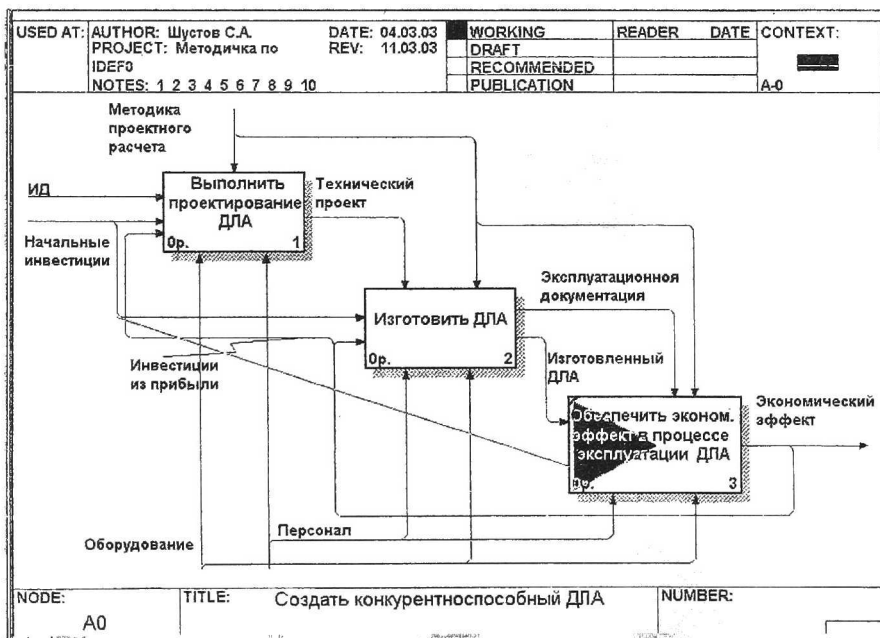 USED AT:
AUTHOR: Шустов С.А.
DATE: 04.03.03
PROJECT: Методичка по
REV: 11.03.03
IDEF0
NOTES: 1 2 3 4 5 6 7 8 9 10
WORKING
DRAFT
RECOMMENDED
PUBLICATION
READER DATE
CONTEXT:
A-0
Методика
проектного
расчета
ИД
Начальные
инвестиции
Выполнить
проектирование
ДЛА
0р. 1
Технический
проект
Изготовить ДЛА
0р. 2
Эксплуатационноя
документация
Инвестиции
из прибыли
Изготовленный
ДЛА
Обеспечить эконом.
эффект в процессе
эксплуатации ДЛА
0р. 3
Экономический
эффект
Персонал
Оборудование
NODE:
A0
TITLE:
Создать конкурентноспособный ДЛА
NUMBER: